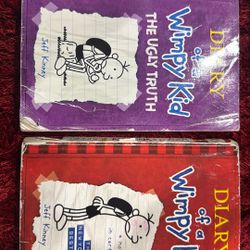 DIARY
of a
Wimpy Kid
THE UGLY TRUTH
Jeff Kinney
DIARY
of a
Wimpy K
Jeff Kinney